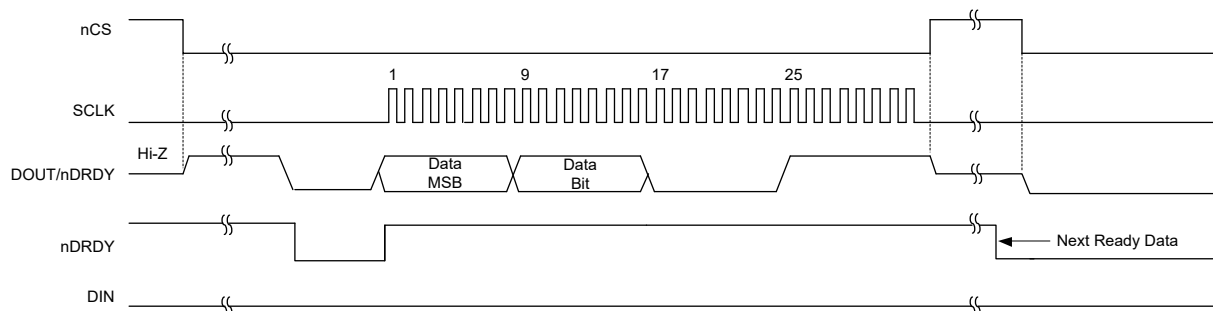 nCS
1 9 17 25
SCLK
Hi-Z
DOUT/nDRDY
Data
MSB
Data
Bit
nDRDY
Next Ready Data
DIN